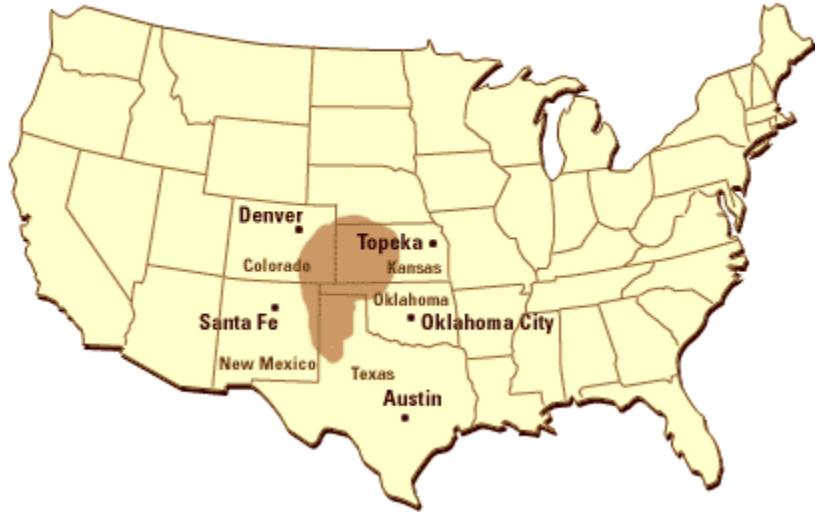 Denver
Topeka
Colorado
Kansas
Oklahoma
Santa Fe
Oklahoma City
New Mexico
Texas
Austin